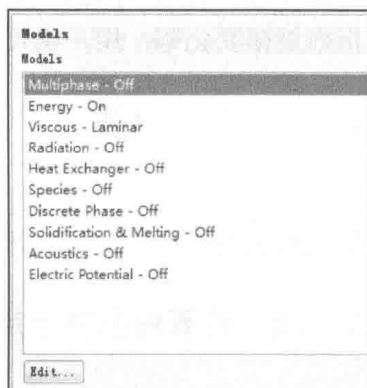 Models
Models
Multiphase - Off
Energy - On
Viscous - Laminar
Radiation - Off
Heat Exchanger - Off
Species - Off
Discrete Phase - Off
Solidification & Melting - Off
Acoustics - Off
Electric Potential - Off
Edit...